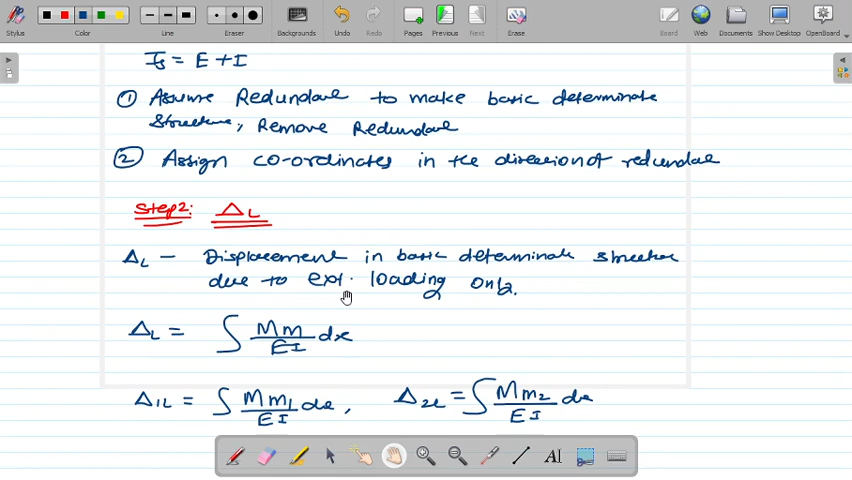 Stylus Color Line Eraser Backgrounds Undo Redo Pages Previous Next Erase Board Web Documents Show Desktop OpenBoard
Is = E + I
① Assume Redundant to make basic determinate
Structure, Remove Redundant
② Assign co-ordinates in the direction of redundant
Step2: ΔL
ΔL – Displacement in basic determinate structure
due to ext. loading only.
ΔL = ∫ Mm/EI dx
Δ1L = ∫ Mm1/EI dx, Δ2L = ∫ Mm2/EI dx